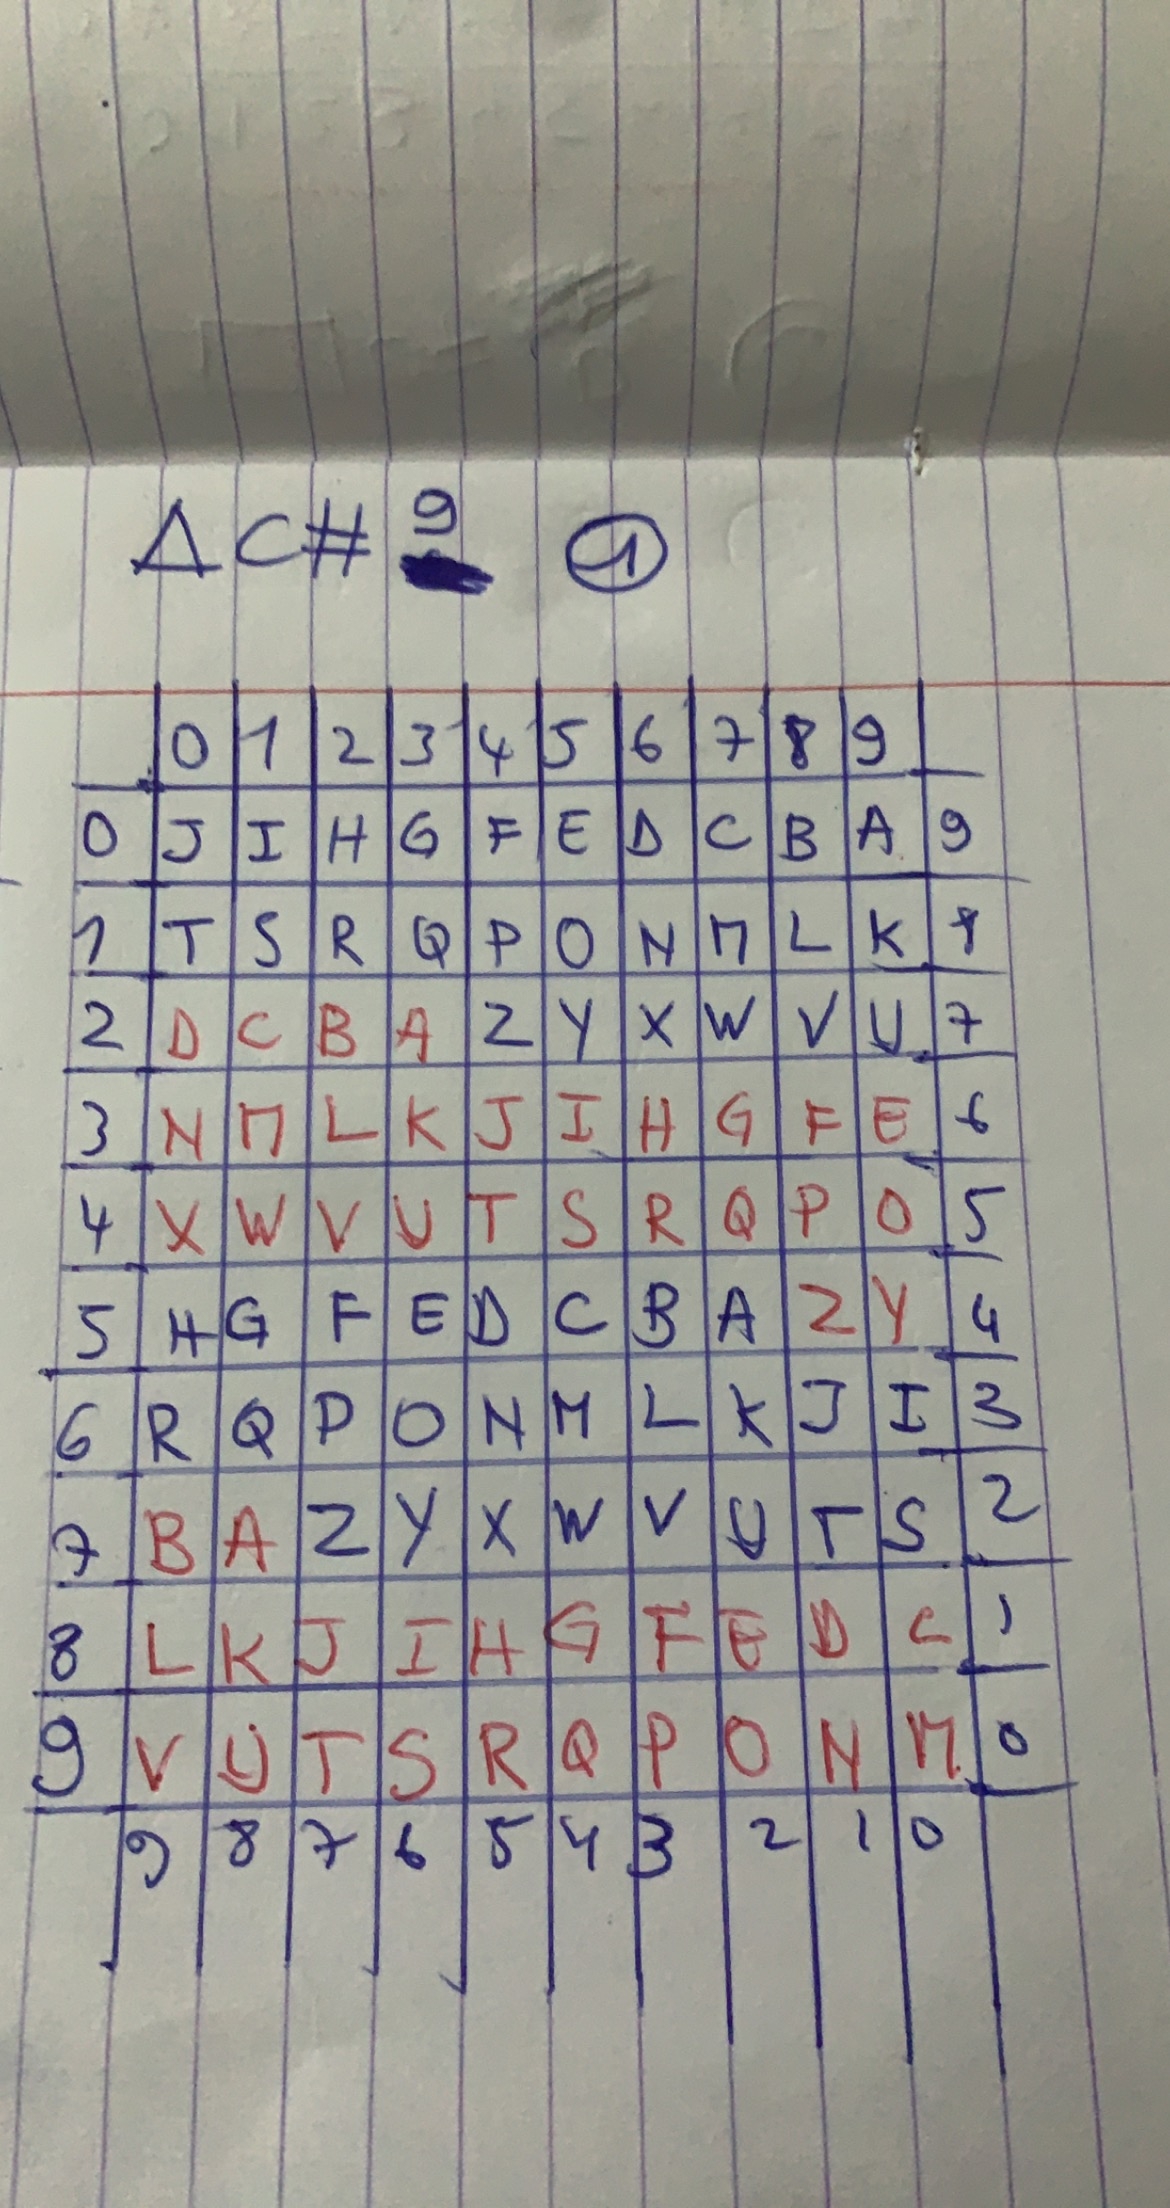 Δ C# 9 1
0 1 2 3 4 5 6 7 8 9
0 J I H G F E D C B A 9
1 T S R Q P O N M L K 8
2 D C B A Z Y X W V U 7
3 N M L K J I H G F E 6
4 X W V U T S R Q P O 5
5 H G F E D C B A Z Y 4
6 R Q P O N M L K J I 3
7 B A Z Y X W V U T S 2
8 L K J I H G F E D C 1
9 V U T S R Q P O N M 0
9 8 7 6 5 4 3 2 1 0